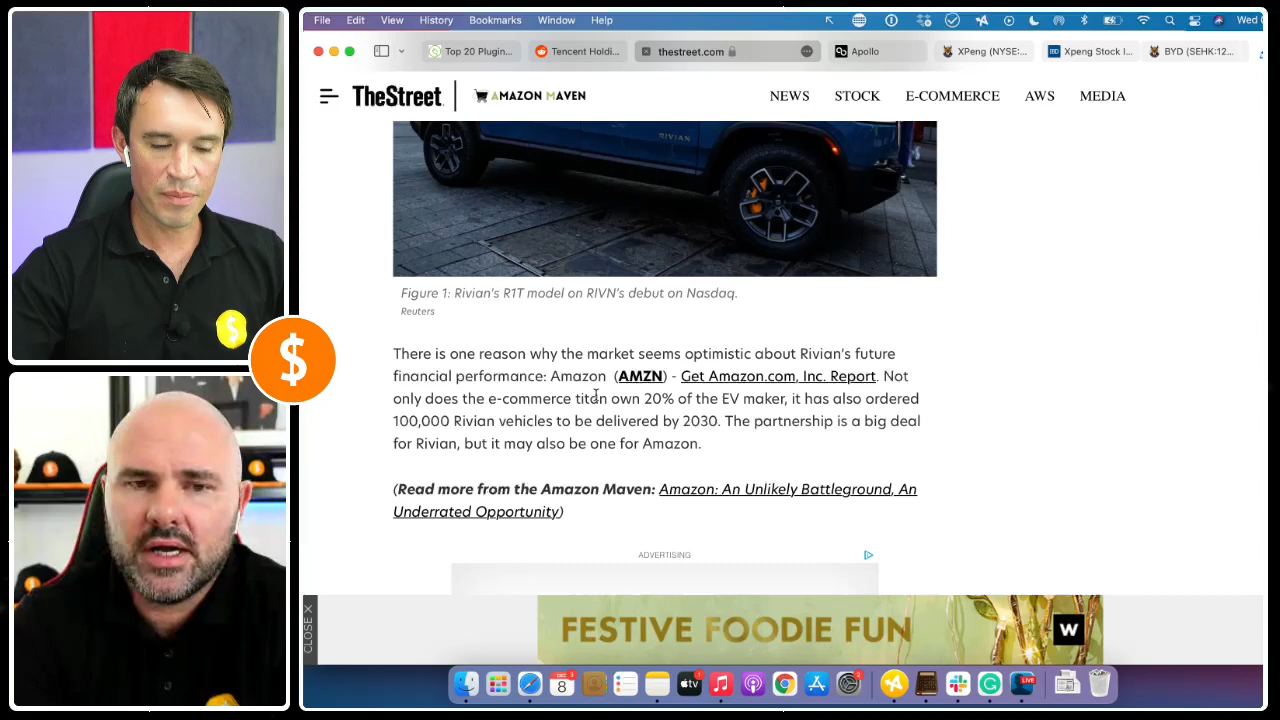 File Edit View History Bookmarks Window Help Wed
Top 20 Plugin... Tencent Holdi... thestreet.com Apollo XPeng (NYSE:... Xpeng Stock I... BYD (SEHK:12...
TheStreet AMAZON MAVEN NEWS STOCK E-COMMERCE AWS MEDIA
RIVIAN
Figure 1: Rivian's R1T model on RIVN's debut on Nasdaq.
Reuters
$
$
There is one reason why the market seems optimistic about Rivian's future
financial performance: Amazon (AMZN) - Get Amazon.com, Inc. Report. Not
only does the e-commerce titan own 20% of the EV maker, it has also ordered
100,000 Rivian vehicles to be delivered by 2030. The partnership is a big deal
for Rivian, but it may also be one for Amazon.
(Read more from the Amazon Maven: Amazon: An Unlikely Battleground, An
Underrated Opportunity)
ADVERTISING
CLOSE X
FESTIVE FOODIE FUN
W
DEC 8
tv
LIVE